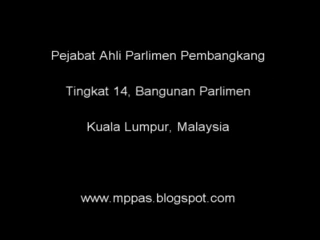 Pejabat Ahli Parlimen Pembangkang
Tingkat 14, Bangunan Parlimen
Kuala Lumpur, Malaysia
www.mppas.blogspot.com